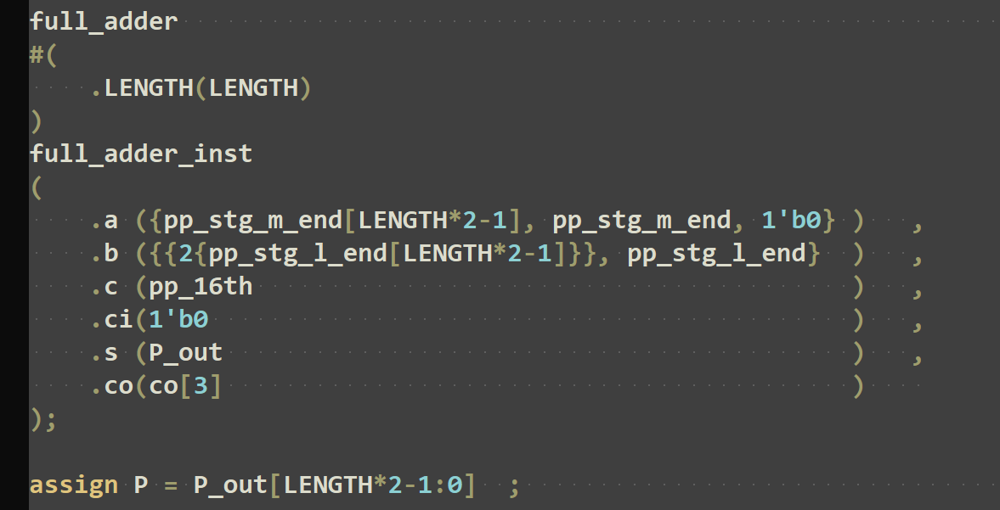 full_adder
#(
    .LENGTH(LENGTH)
)
full_adder_inst
(
    .a ({pp_stg_m_end[LENGTH*2-1], pp_stg_m_end, 1'b0} )   ,
    .b ({{2{pp_stg_l_end[LENGTH*2-1]}}, pp_stg_l_end}  )   ,
    .c (pp_16th                                        )   ,
    .ci(1'b0                                           )   ,
    .s (P_out                                          )   ,
    .co(co[3]                                          )
);
assign P = P_out[LENGTH*2-1:0]  ;